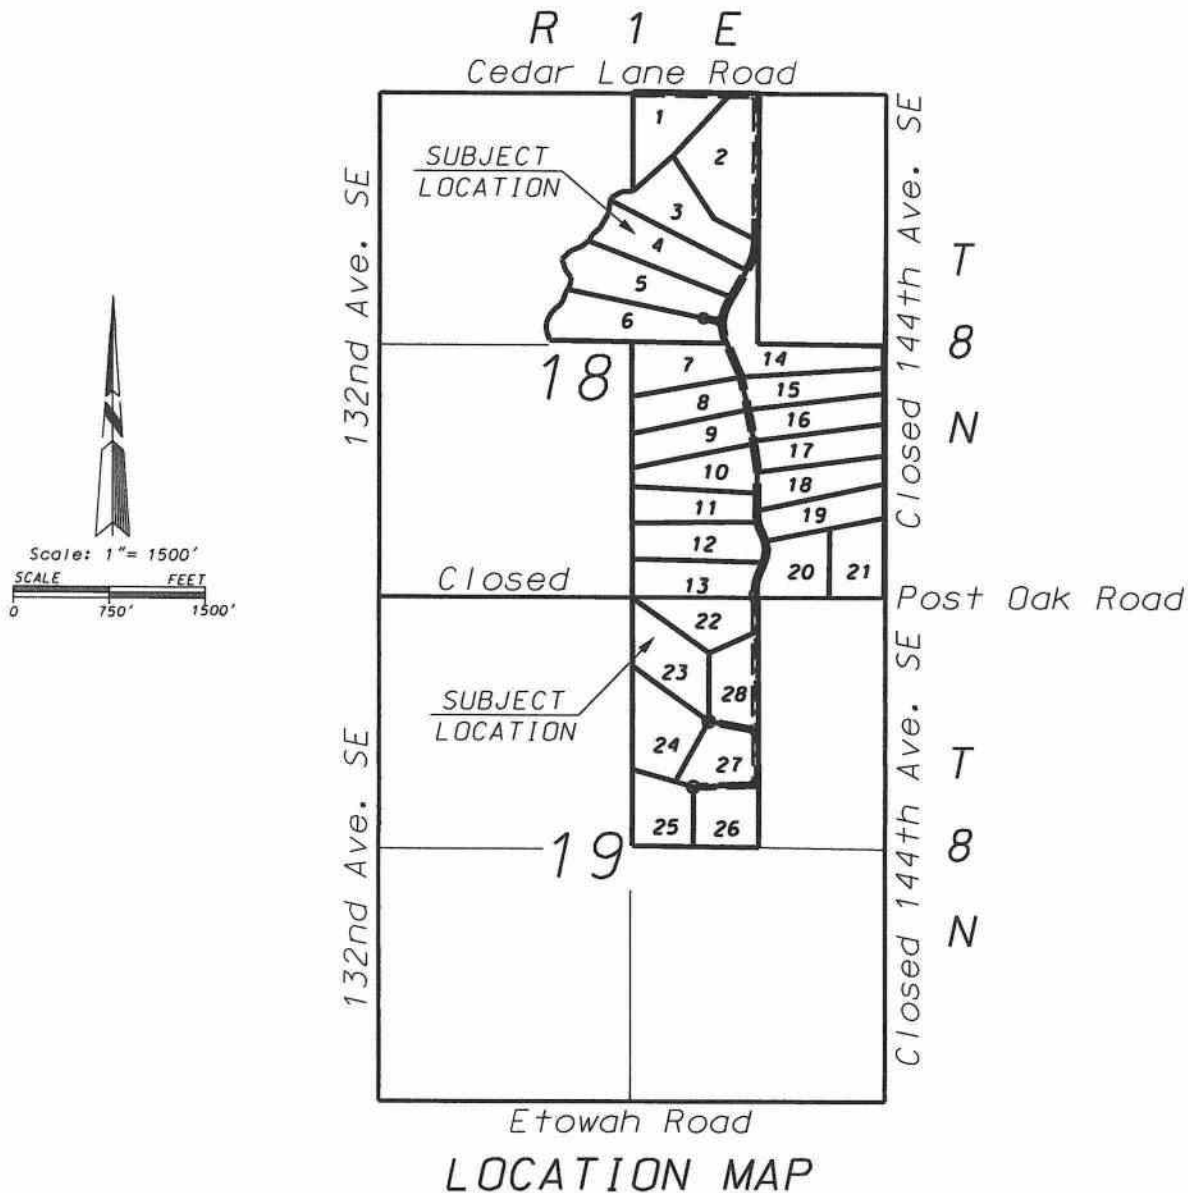 R 1 E
Cedar Lane Road
1
2
SUBJECT
LOCATION
3
4
5
6
132nd Ave. SE
Closed 144th Ave. SE
T
8
N
18
7
14
8
15
9
16
10
17
11
18
12
19
13
20
21
Scale: 1"= 1500'
SCALE FEET
0 750' 1500'
Closed
Post Oak Road
22
23
28
SUBJECT
LOCATION
24
27
25
26
132nd Ave. SE
Closed 144th Ave. SE
T
8
N
19
Etowah Road
LOCATION MAP